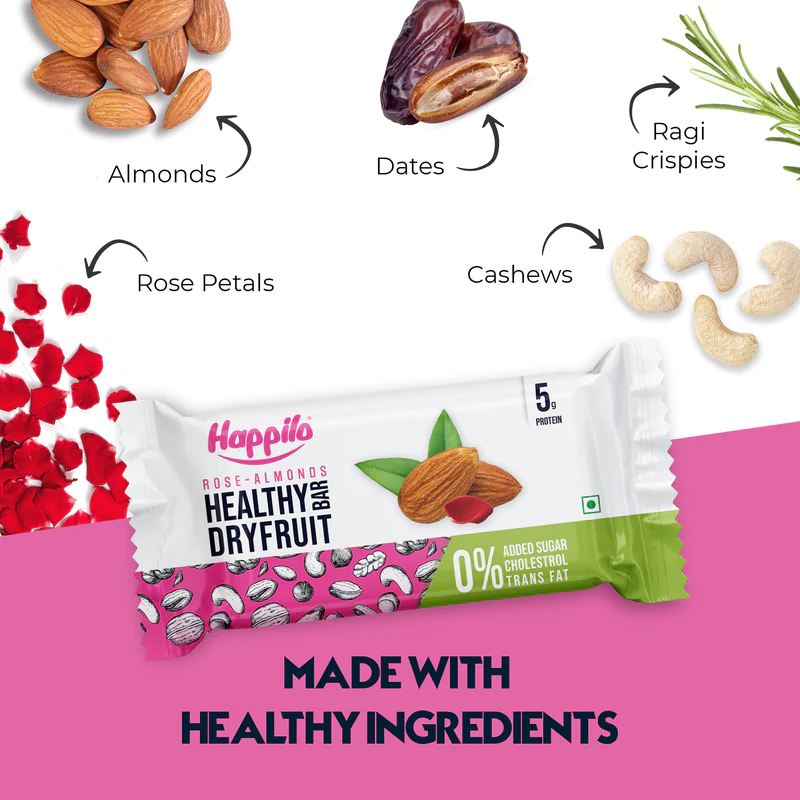 Almonds
Dates
Ragi
Crispies
Rose Petals
Cashews
Happilo®
ROSE-ALMONDS
HEALTHY BAR
DRYFRUIT
5g
PROTEIN
0% ADDED SUGAR
CHOLESTROL
TRANS FAT
MADE WITH
HEALTHY INGREDIENTS